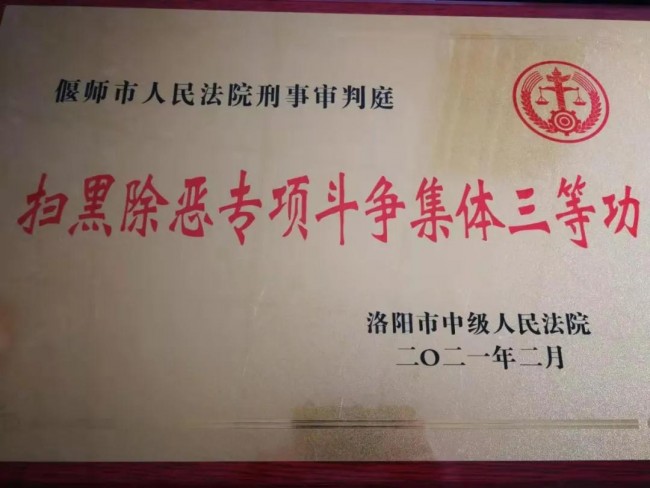 偃师市人民法院刑事审判庭
扫黑除恶专项斗争集体三等功
洛阳市中级人民法院
二〇二一年二月